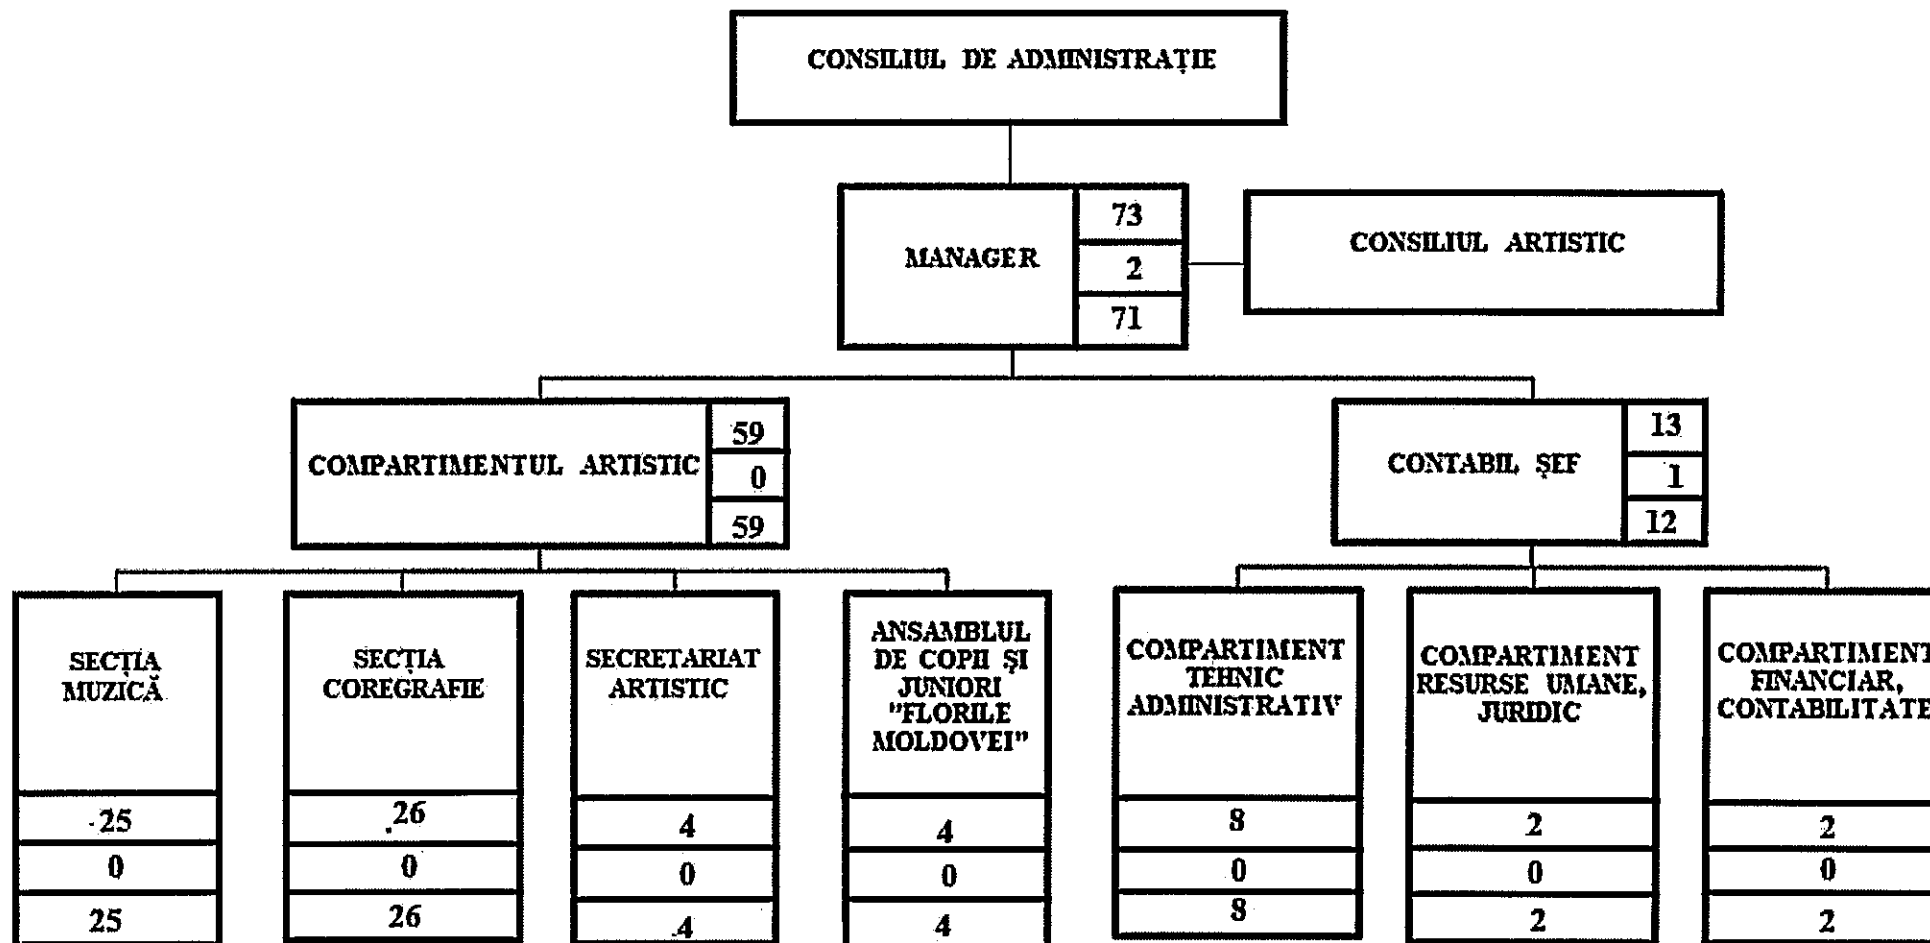 CONSILIUL DE ADMINISTRAȚIE
MANAGER
73
2
71
CONSILIUL ARTISTIC
COMPARTIMENTUL ARTISTIC
59
0
59
CONTABIL ȘEF
13
1
12
SECȚIA
MUZICĂ
25
0
25
SECȚIA
COREGRAFIE
26
0
26
SECRETARIAT
ARTISTIC
4
0
4
ANSAMBLUL
DE COPII ȘI
JUNIORI
"FLORILE
MOLDOVEI"
4
0
4
COMPARTIMENT
TEHNIC
ADMINISTRATIV
8
0
8
COMPARTIMENT
RESURSE UMANE,
JURIDIC
2
0
2
COMPARTIMENT
FINANCIAR,
CONTABILITATE
2
0
2